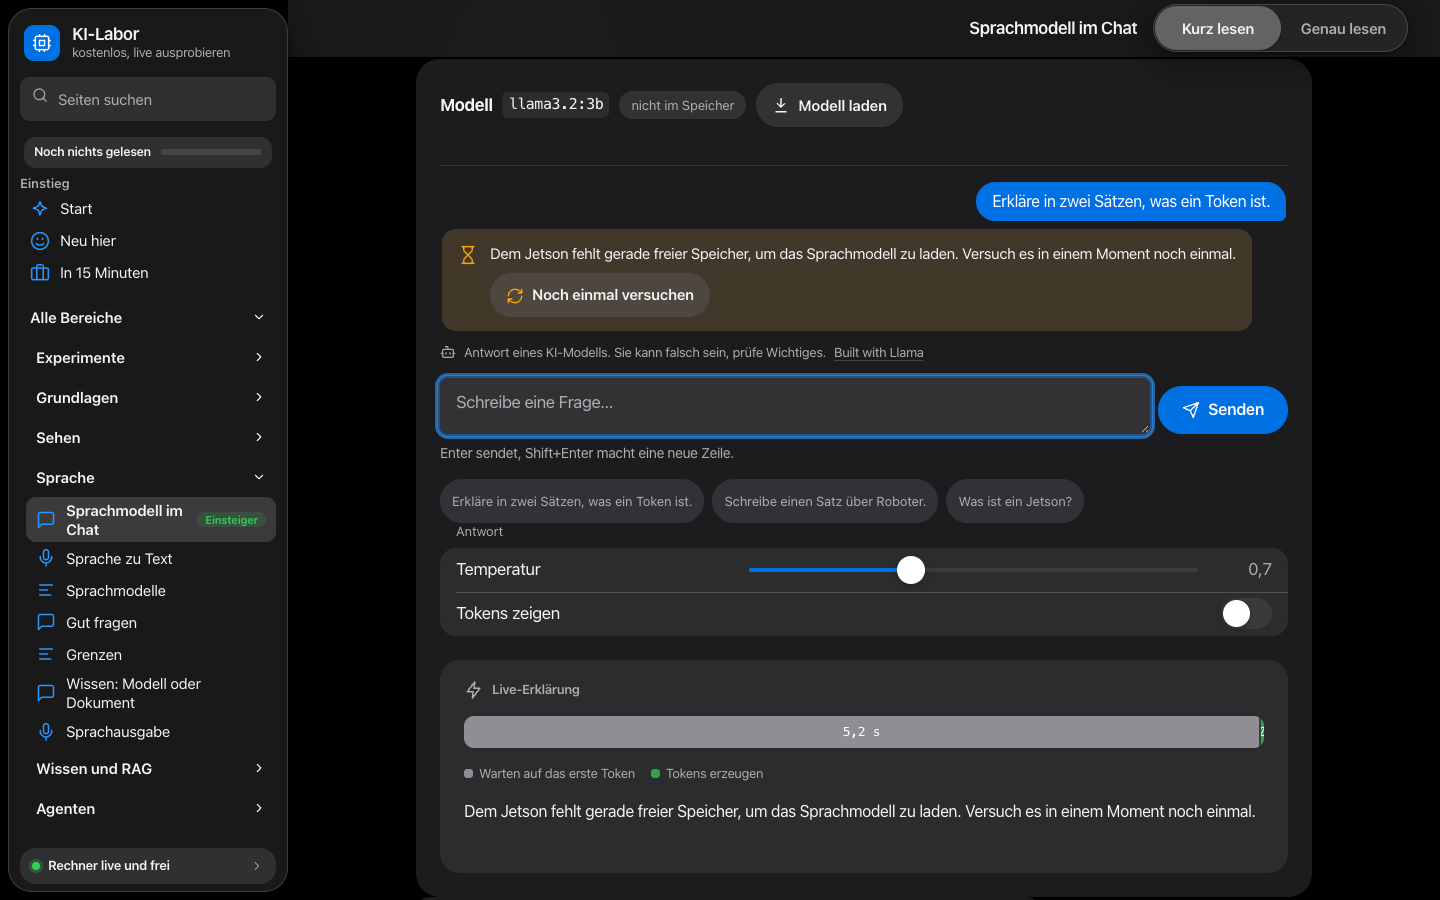 KI-Labor
kostenlos, live ausprobieren
Seiten suchen
Noch nichts gelesen
Einstieg
Start
Neu hier
In 15 Minuten
Alle Bereiche
Experimente
Grundlagen
Sehen
Sprache
Sprachmodell im
Chat
Einsteiger
Sprache zu Text
Sprachmodelle
Gut fragen
Grenzen
Wissen: Modell oder
Dokument
Sprachausgabe
Wissen und RAG
Agenten
Rechner live und frei
Sprachmodell im Chat
Kurz lesen
Genau lesen
Modell llama3.2:3b nicht im Speicher Modell laden
Erkläre in zwei Sätzen, was ein Token ist.
Dem Jetson fehlt gerade freier Speicher, um das Sprachmodell zu laden. Versuch es in einem Moment noch einmal.
Noch einmal versuchen
Antwort eines KI-Modells. Sie kann falsch sein, prüfe Wichtiges. Built with Llama
Schreibe eine Frage...
Senden
Enter sendet, Shift+Enter macht eine neue Zeile.
Erkläre in zwei Sätzen, was ein Token ist. Schreibe einen Satz über Roboter. Was ist ein Jetson?
Antwort
Temperatur 0,7
Tokens zeigen
Live-Erklärung
5,2 s
Warten auf das erste Token Tokens erzeugen
Dem Jetson fehlt gerade freier Speicher, um das Sprachmodell zu laden. Versuch es in einem Moment noch einmal.